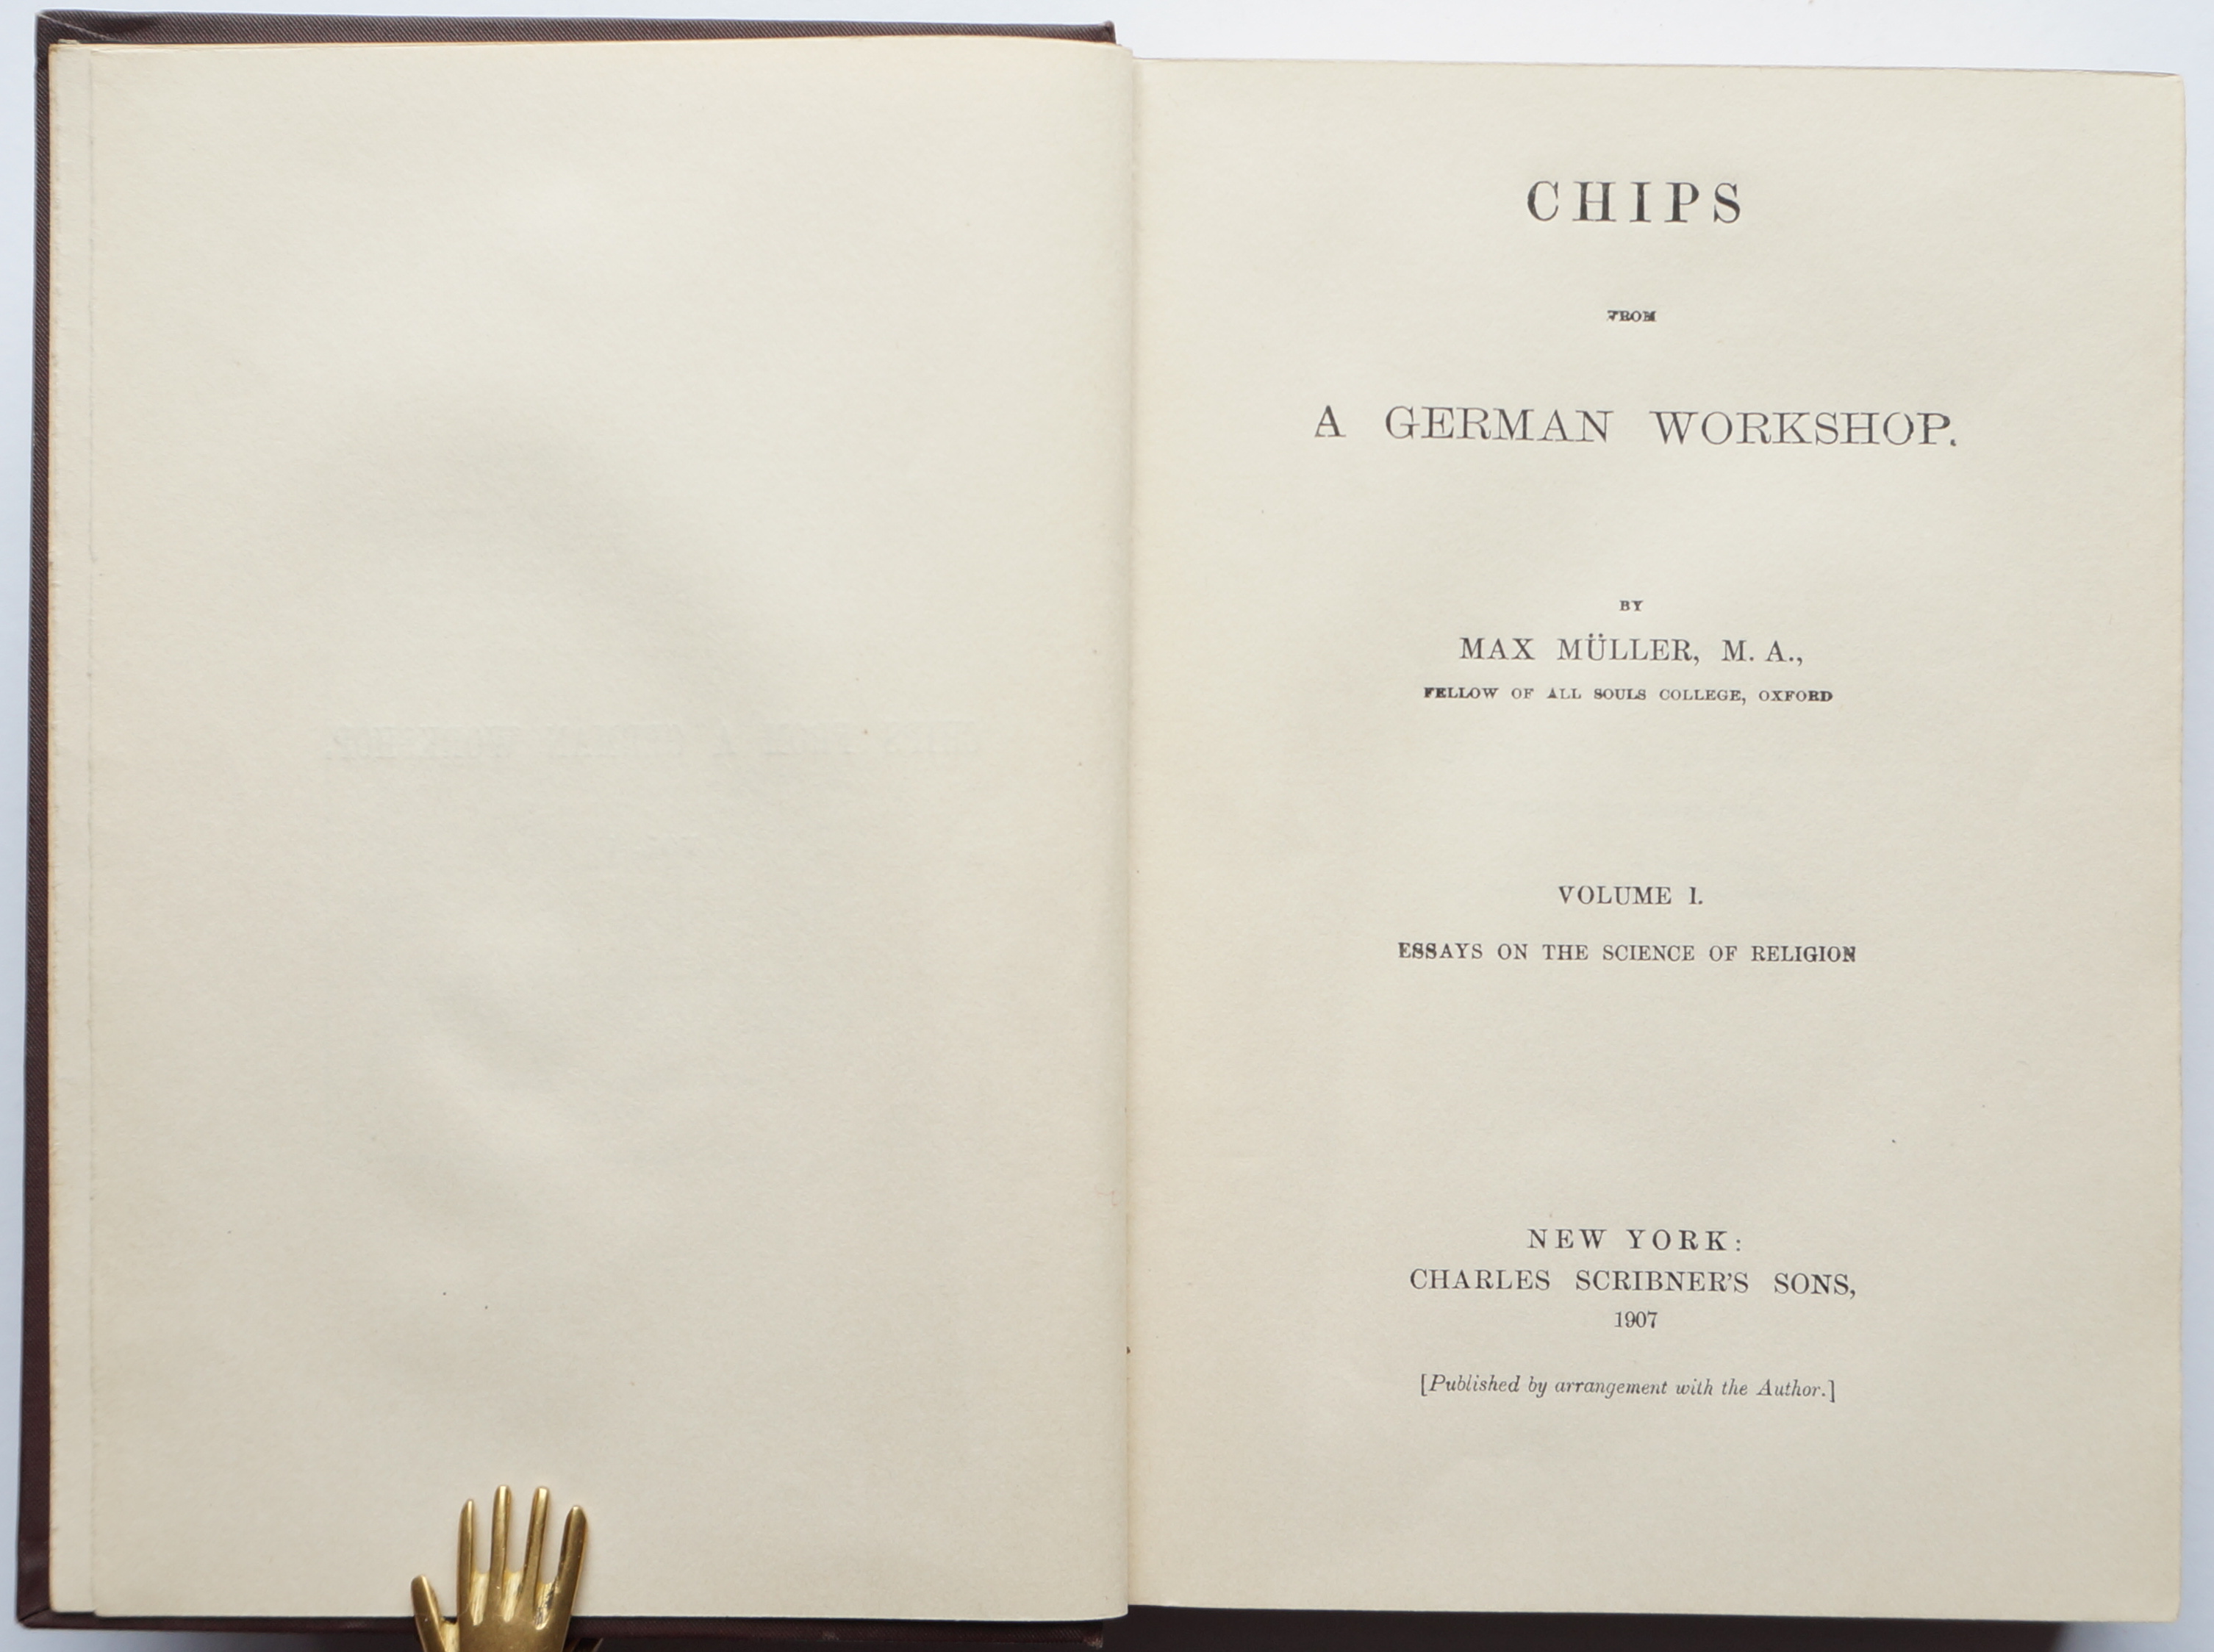 CHIPS
FROM
A GERMAN WORKSHOP.
BY
MAX MÜLLER, M. A.,
FELLOW OF ALL SOULS COLLEGE, OXFORD
VOLUME I.
ESSAYS ON THE SCIENCE OF RELIGION
NEW YORK:
CHARLES SCRIBNER'S SONS,
1907
[Published by arrangement with the Author.]